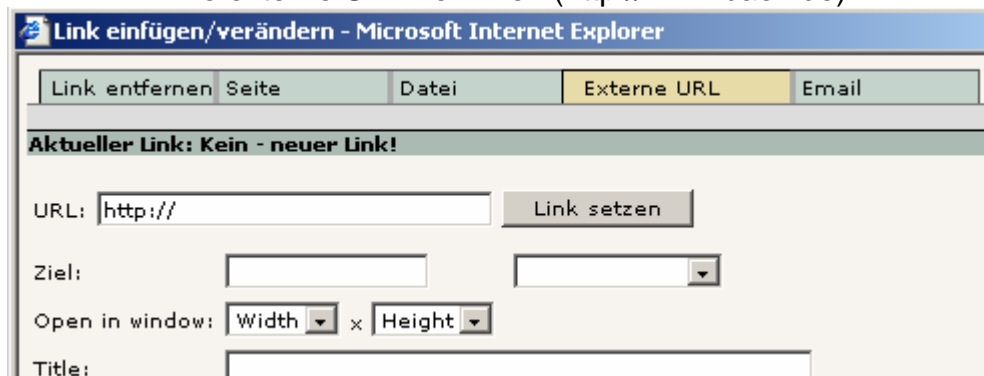 Link einfügen/verändern - Microsoft Internet Explorer
Link entfernen Seite Datei Externe URL Email
Aktueller Link: Kein - neuer Link!
URL: http:// Link setzen
Ziel:
Open in window: Width x Height
Title: